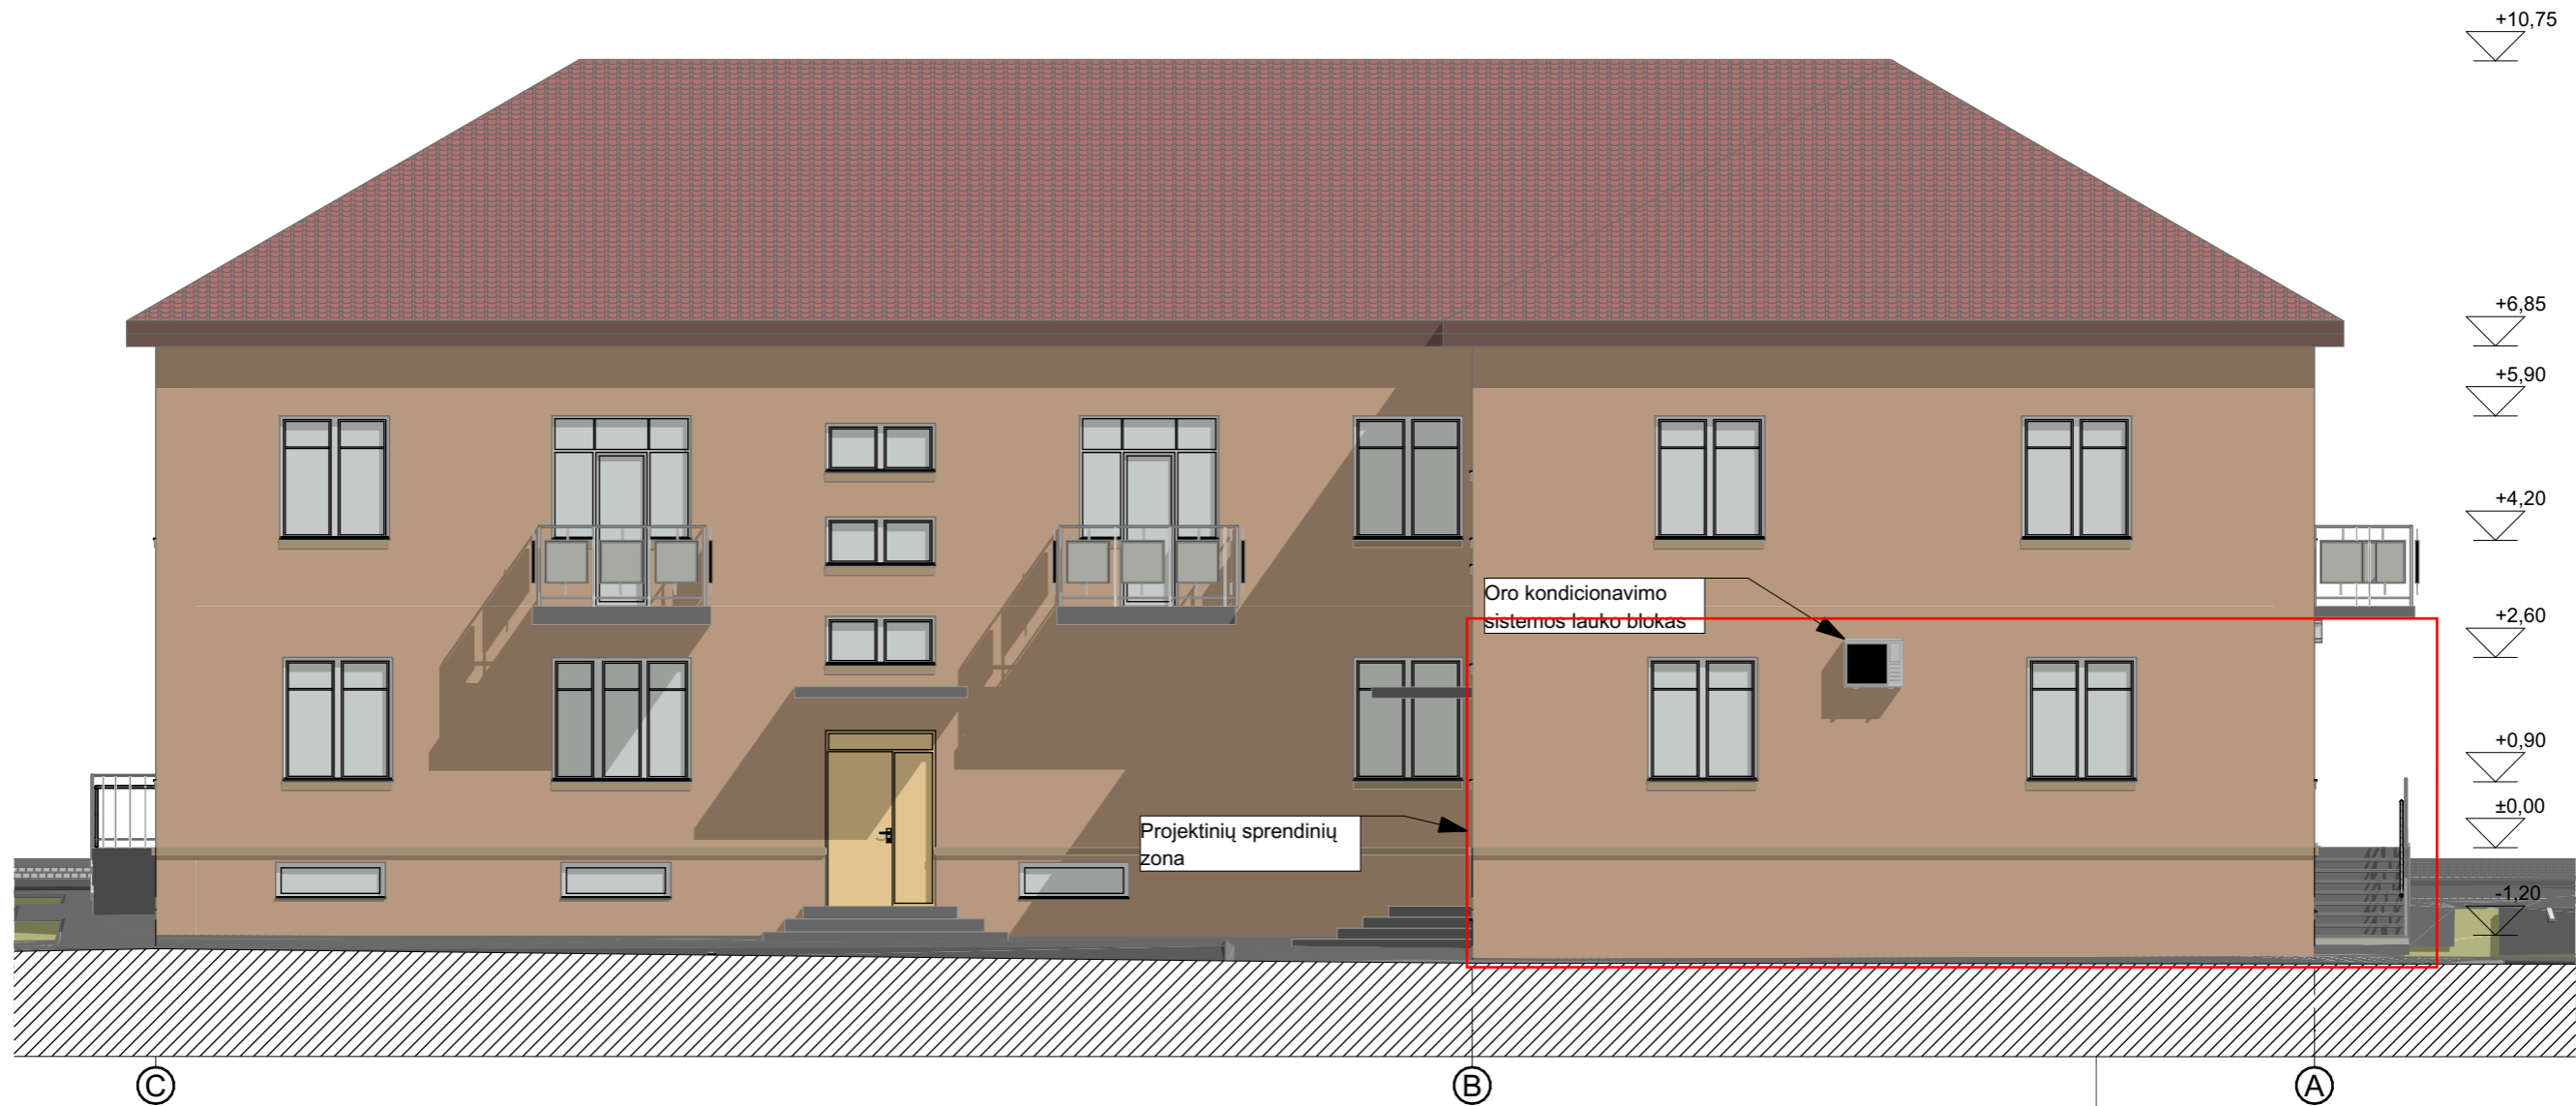 +10,75
+6,85
+5,90
+4,20
Oro kondicionavimo
sistemos lauko blokas
+2,60
+0,90
Projektinių sprendinių
zona
±0,00
-1,20
C
B
A